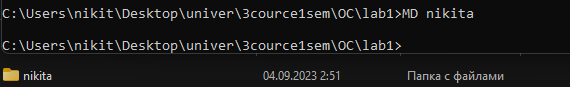 C:\Users\nikit\Desktop\univer\3cource1sem\OC\lab1>MD nikita
C:\Users\nikit\Desktop\univer\3cource1sem\OC\lab1>
nikita 04.09.2023 2:51 Папка с файлами